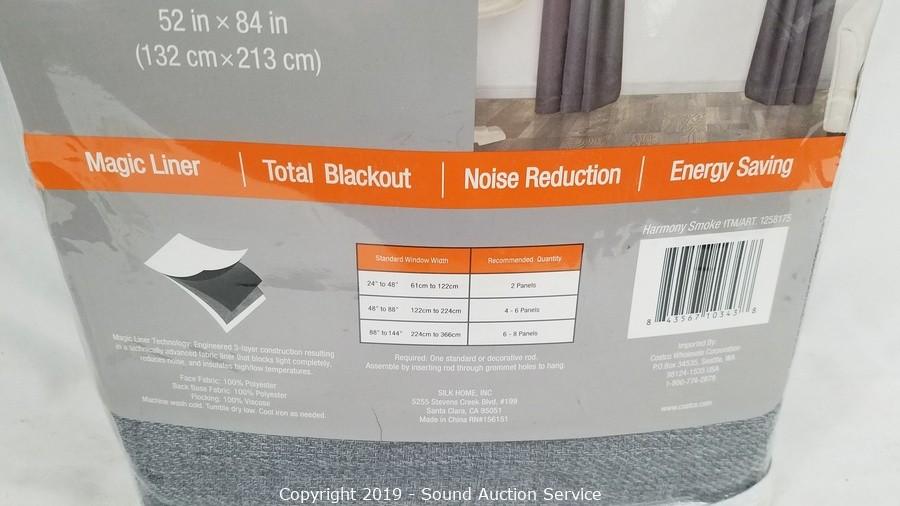 52 in × 84 in
(132 cm × 213 cm)
Magic Liner | Total Blackout | Noise Reduction | Energy Saving
Harmony Smoke ITM/ART. 1258175
Standard Window Width Recommended Quantity
24" to 48" 61cm to 122cm 2 Panels
48" to 88" 122cm to 224cm 4 - 6 Panels
88" to 144" 224cm to 366cm 6 - 8 Panels
8 43567 10343 8
Magic Liner Technology: Engineered 3-layer construction resulting
in a technically advanced fabric liner that blocks light completely,
reduces noise, and insulates high/low temperatures.
Face Fabric: 100% Polyester
Back Base Fabric: 100% Polyester
Flocking: 100% Viscose
Machine wash cold. Tumble dry low. Cool iron as needed.
Required: One standard or decorative rod.
Assemble by inserting rod through grommet holes to hang.
SILK HOME, INC
5255 Stevens Creek Blvd, #199
Santa Clara, CA 95051
Made in China RN#156151
Imported By:
Costco Wholesale Corporation
P.O.Box 34535, Seattle, WA
98124-1535 USA
1-800-774-2678
www.costco.com
Copyright 2019 - Sound Auction Service